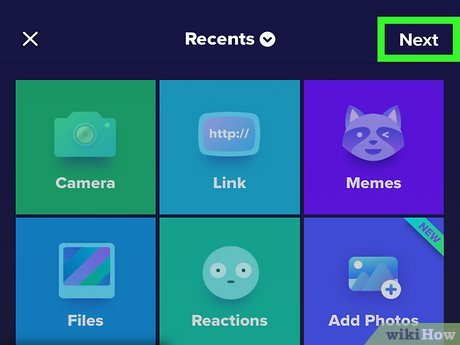 Recents
Next
http://
Camera
Link
Memes
NEW
Files
Reactions
Add Photos
wikiHow